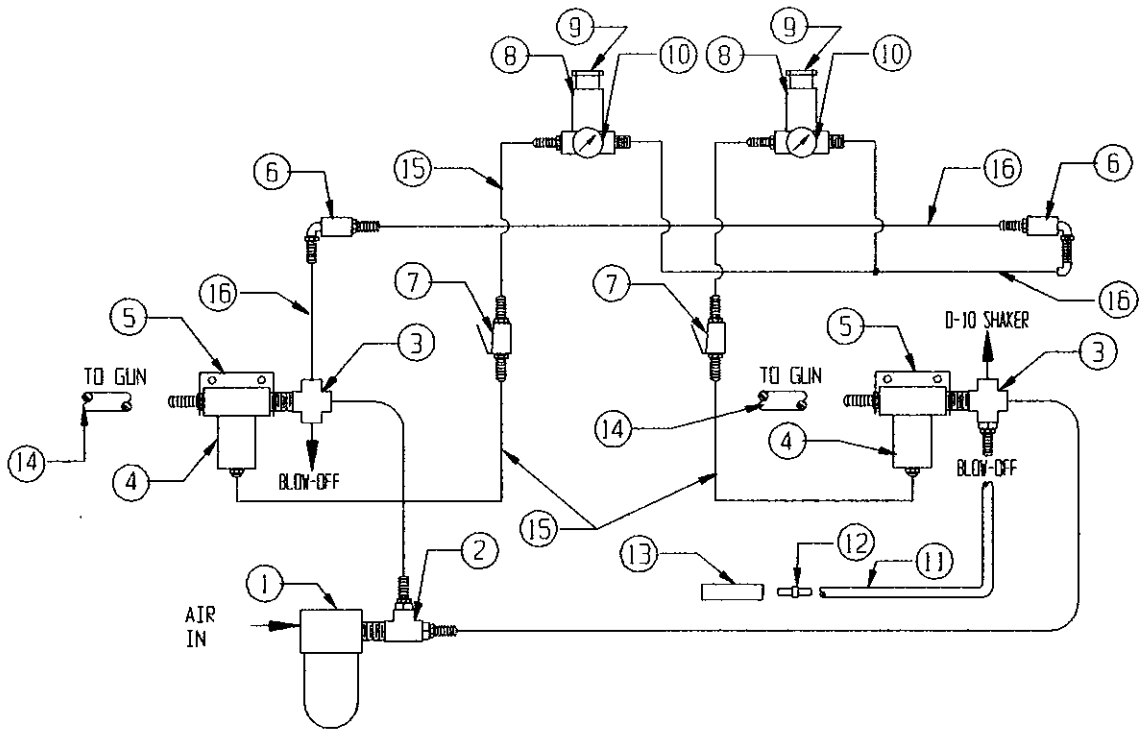 9 9
8 10 8 10
6 15 16 6
7 7 16
16 5 D-10 SHAKER
5 3 3
TO GUN TO GUN
14 4 14 4
BLOW-OFF BLOW-OFF
15
2 13 12 11
1
AIR
IN